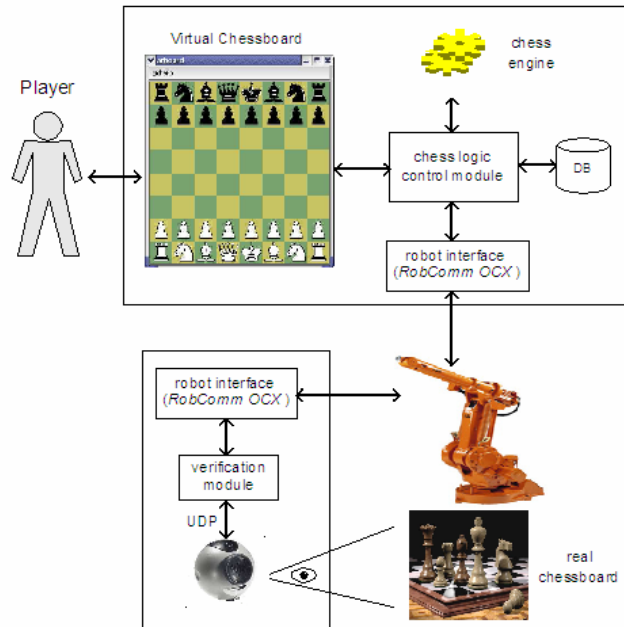 Virtual Chessboard
chess
engine
Player
chess logic
control module
DB
robot interface
(RobComm OCX)
robot interface
(RobComm OCX)
verification
module
UDP
real
chessboard